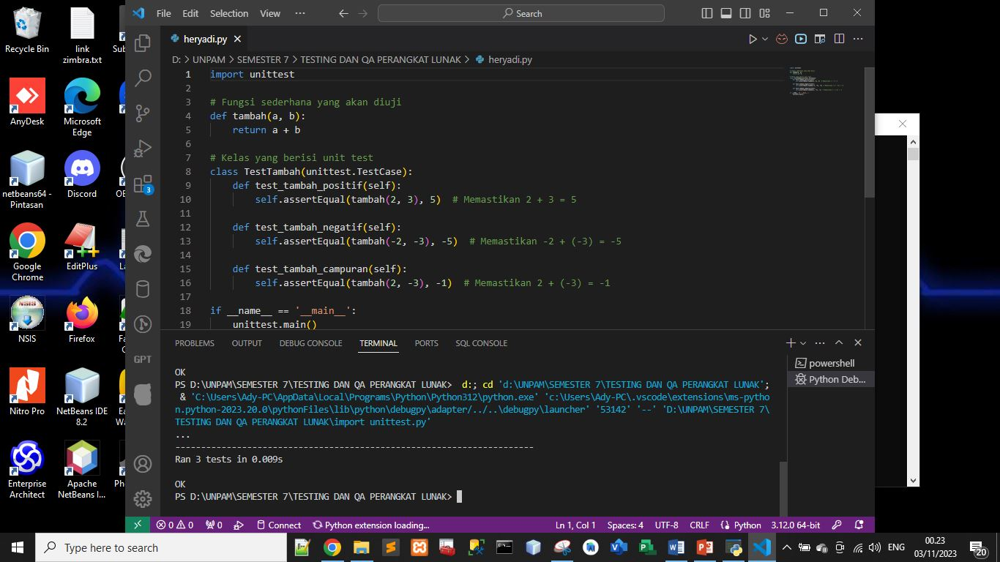 Recycle Bin
link
zimbra.txt
AnyDesk
Microsoft
Edge
netbeans64 -
Pintasan
Discord
Google
Chrome
EditPlus
NSIS
Firefox
Nitro Pro
NetBeans IDE
8.2
Enterprise
Architect
Apache
NetBeans I...
File Edit Selection View ··· Search
heryadi.py
D: > UNPAM > SEMESTER 7 > TESTING DAN QA PERANGKAT LUNAK > heryadi.py
1 import unittest
2
3 # Fungsi sederhana yang akan diuji
4 def tambah(a, b):
5 return a + b
6
7 # Kelas yang berisi unit test
8 class TestTambah(unittest.TestCase):
9 def test_tambah_positif(self):
10 self.assertEqual(tambah(2, 3), 5) # Memastikan 2 + 3 = 5
11
12 def test_tambah_negatif(self):
13 self.assertEqual(tambah(-2, -3), -5) # Memastikan -2 + (-3) = -5
14
15 def test_tambah_campuran(self):
16 self.assertEqual(tambah(2, -3), -1) # Memastikan 2 + (-3) = -1
17
18 if __name__ == '__main__':
19 unittest.main()
3
GPT
PROBLEMS OUTPUT DEBUG CONSOLE TERMINAL PORTS SQL CONSOLE
powershell
Python Deb...
OK
PS D:\UNPAM\SEMESTER 7\TESTING DAN QA PERANGKAT LUNAK> d:; cd 'd:\UNPAM\SEMESTER 7\TESTING DAN QA PERANGKAT LUNAK';
& 'C:\Users\Ady-PC\AppData\Local\Programs\Python\Python312\python.exe' 'c:\Users\Ady-PC\.vscode\extensions\ms-pytho
n.python-2023.20.0\pythonFiles\lib\python\debugpy\adapter/../..\debugpy\launcher' '53142' '--' 'D:\UNPAM\SEMESTER 7\
TESTING DAN QA PERANGKAT LUNAK\import unittest.py'
...
----------------------------------------------------------------------
Ran 3 tests in 0.009s
OK
PS D:\UNPAM\SEMESTER 7\TESTING DAN QA PERANGKAT LUNAK>
0 0 0 Connect Python extension loading... Ln 1, Col 1 Spaces: 4 UTF-8 CRLF Python 3.12.0 64-bit
Type here to search
ENG
00.23
03/11/2023
20